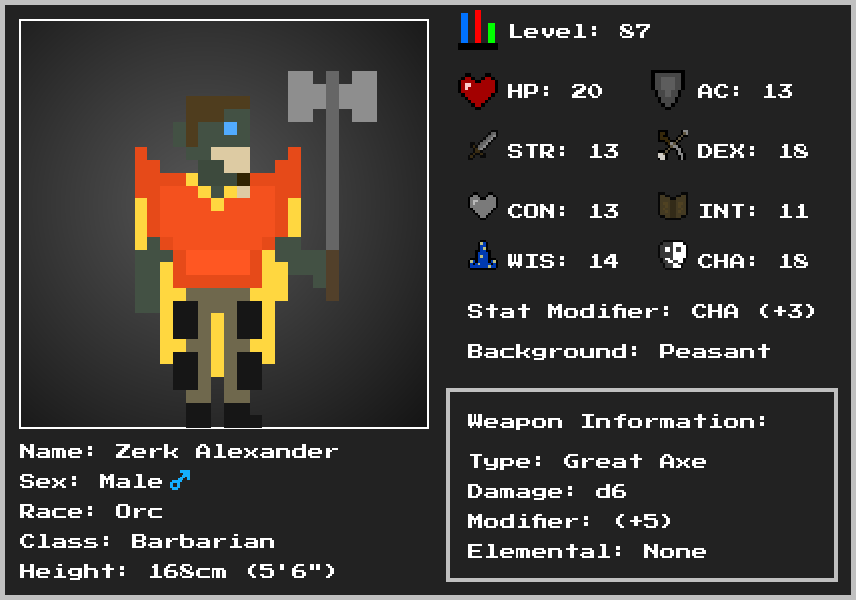 Level: 87
HP: 20 AC: 13
STR: 13 DEX: 18
CON: 13 INT: 11
WIS: 14 CHA: 18
Stat Modifier: CHA (+3)
Background: Peasant
Weapon Information:
Type: Great Axe
Damage: d6
Modifier: (+5)
Elemental: None
Name: Zerk Alexander
Sex: Male ♂
Race: Orc
Class: Barbarian
Height: 168cm (5'6")